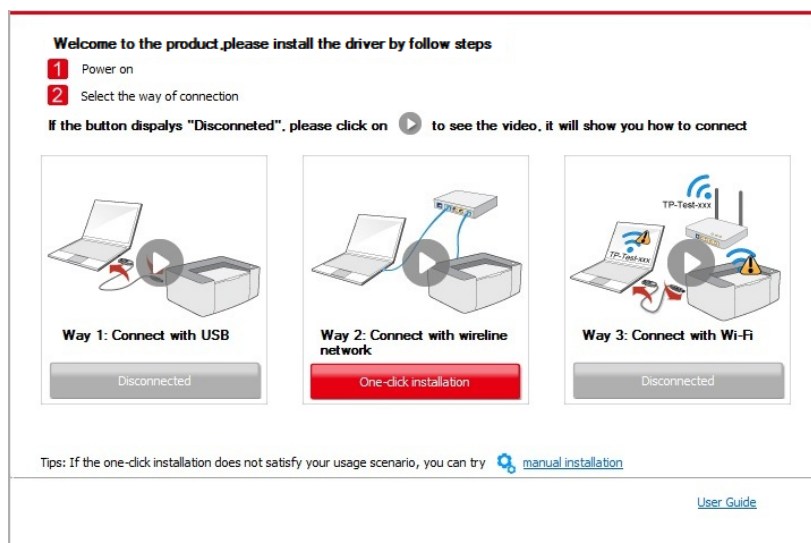 Welcome to the product,please install the driver by follow steps
1 Power on
2 Select the way of connection
If the button dispalys "Disconneted", please click on to see the video, it will show you how to connect
TP-Test-xxx
TP-Test-xxx
Way 1: Connect with USB
Way 2: Connect with wireline
network
Way 3: Connect with Wi-Fi
Disconnected
One-click installation
Disconnected
Tips: If the one-click installation does not satisfy your usage scenario, you can try manual installation
User Guide